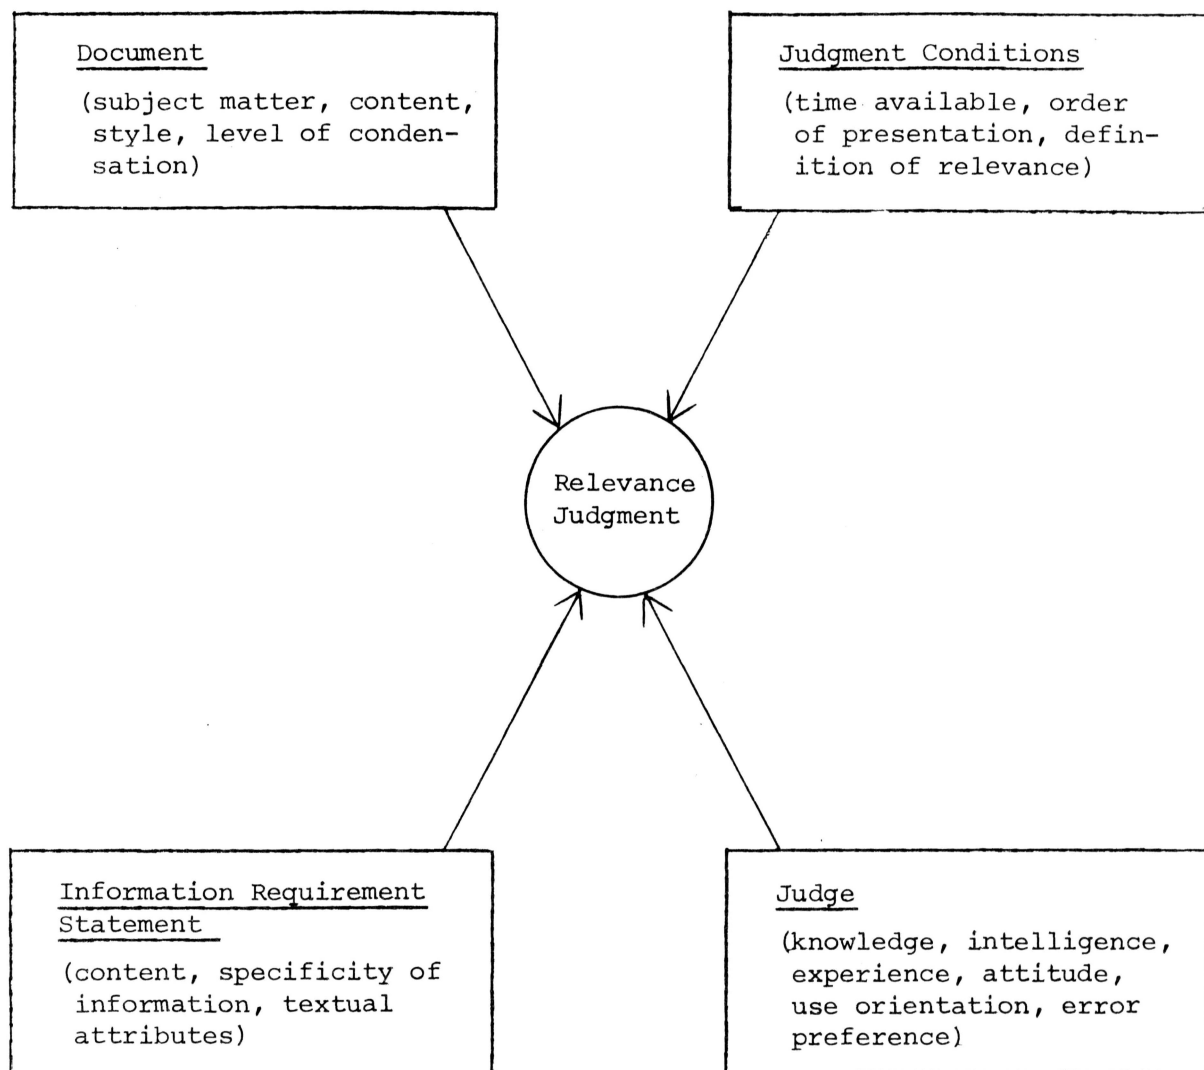 Document
(subject matter, content,
style, level of conden-
sation)
Judgment Conditions
(time available, order
of presentation, defin-
ition of relevance)
Relevance
Judgment
Information Requirement
Statement
(content, specificity of
information, textual
attributes)
Judge
(knowledge, intelligence,
experience, attitude,
use orientation, error
preference)